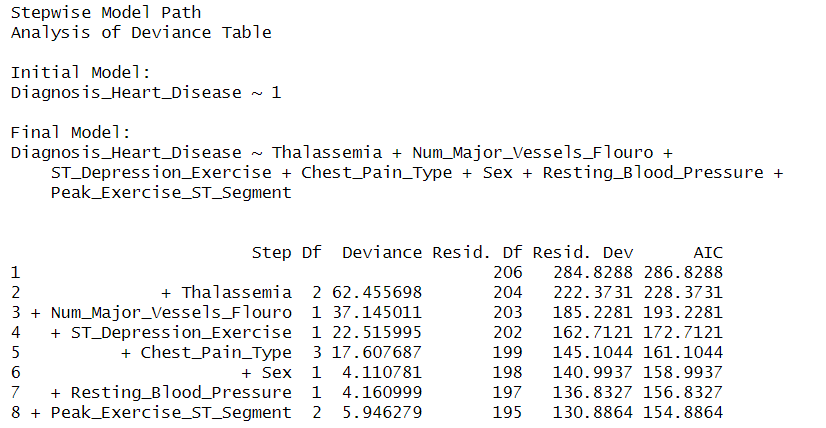 Stepwise Model Path
Analysis of Deviance Table

Initial Model:
Diagnosis_Heart_Disease ~ 1

Final Model:
Diagnosis_Heart_Disease ~ Thalassemia + Num_Major_Vessels_Flouro +
    ST_Depression_Exercise + Chest_Pain_Type + Sex + Resting_Blood_Pressure +
    Peak_Exercise_ST_Segment


                        Step Df  Deviance Resid. Df Resid. Dev      AIC
1                                               206   284.8288 286.8288
2              + Thalassemia  2 62.455698       204   222.3731 228.3731
3 + Num_Major_Vessels_Flouro  1 37.145011       203   185.2281 193.2281
4   + ST_Depression_Exercise  1 22.515995       202   162.7121 172.7121
5          + Chest_Pain_Type  3 17.607687       199   145.1044 161.1044
6                      + Sex  1  4.110781       198   140.9937 158.9937
7   + Resting_Blood_Pressure  1  4.160999       197   136.8327 156.8327
8 + Peak_Exercise_ST_Segment  2  5.946279       195   130.8864 154.8864